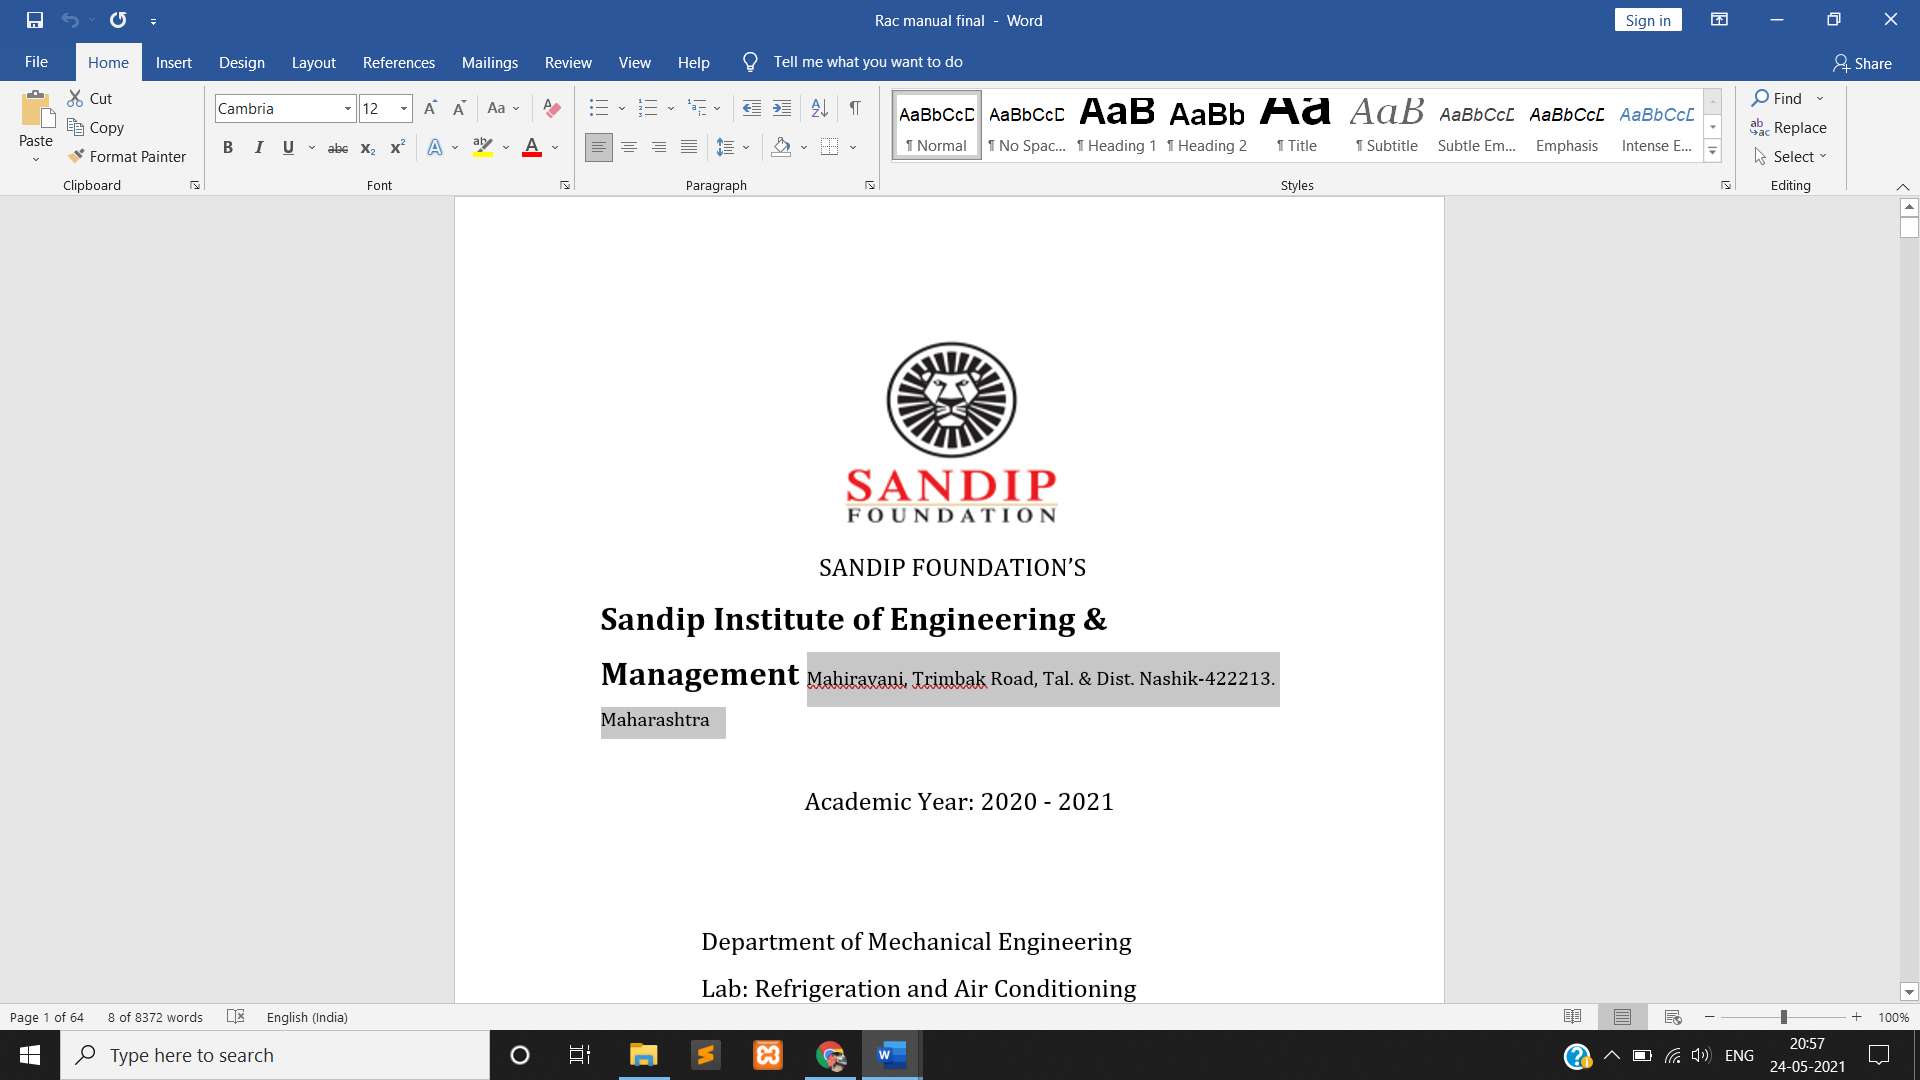 Rac manual final - Word
Sign in
File Home Insert Design Layout References Mailings Review View Help Tell me what you want to do Share
Paste
Cut
Copy
Format Painter
Clipboard
Cambria 12
Aa
B I U abc x₂ x² A ab A
Font
Paragraph
AaBbCcD AaBbCcD AaB AaBb Aa AaB AaBbCcD AaBbCcD AaBbCcD
¶ Normal ¶ No Spac... ¶ Heading 1 ¶ Heading 2 ¶ Title ¶ Subtitle Subtle Em... Emphasis Intense E...
Styles
Find
Replace
Select
Editing
SANDIP
FOUNDATION
SANDIP FOUNDATION’S
Sandip Institute of Engineering &
Management Mahiravani, Trimbak Road, Tal. & Dist. Nashik-422213.
Maharashtra
Academic Year: 2020 - 2021
Department of Mechanical Engineering
Lab: Refrigeration and Air Conditioning
Page 1 of 64 8 of 8372 words English (India) 100%
Type here to search
ENG
20:57
24-05-2021